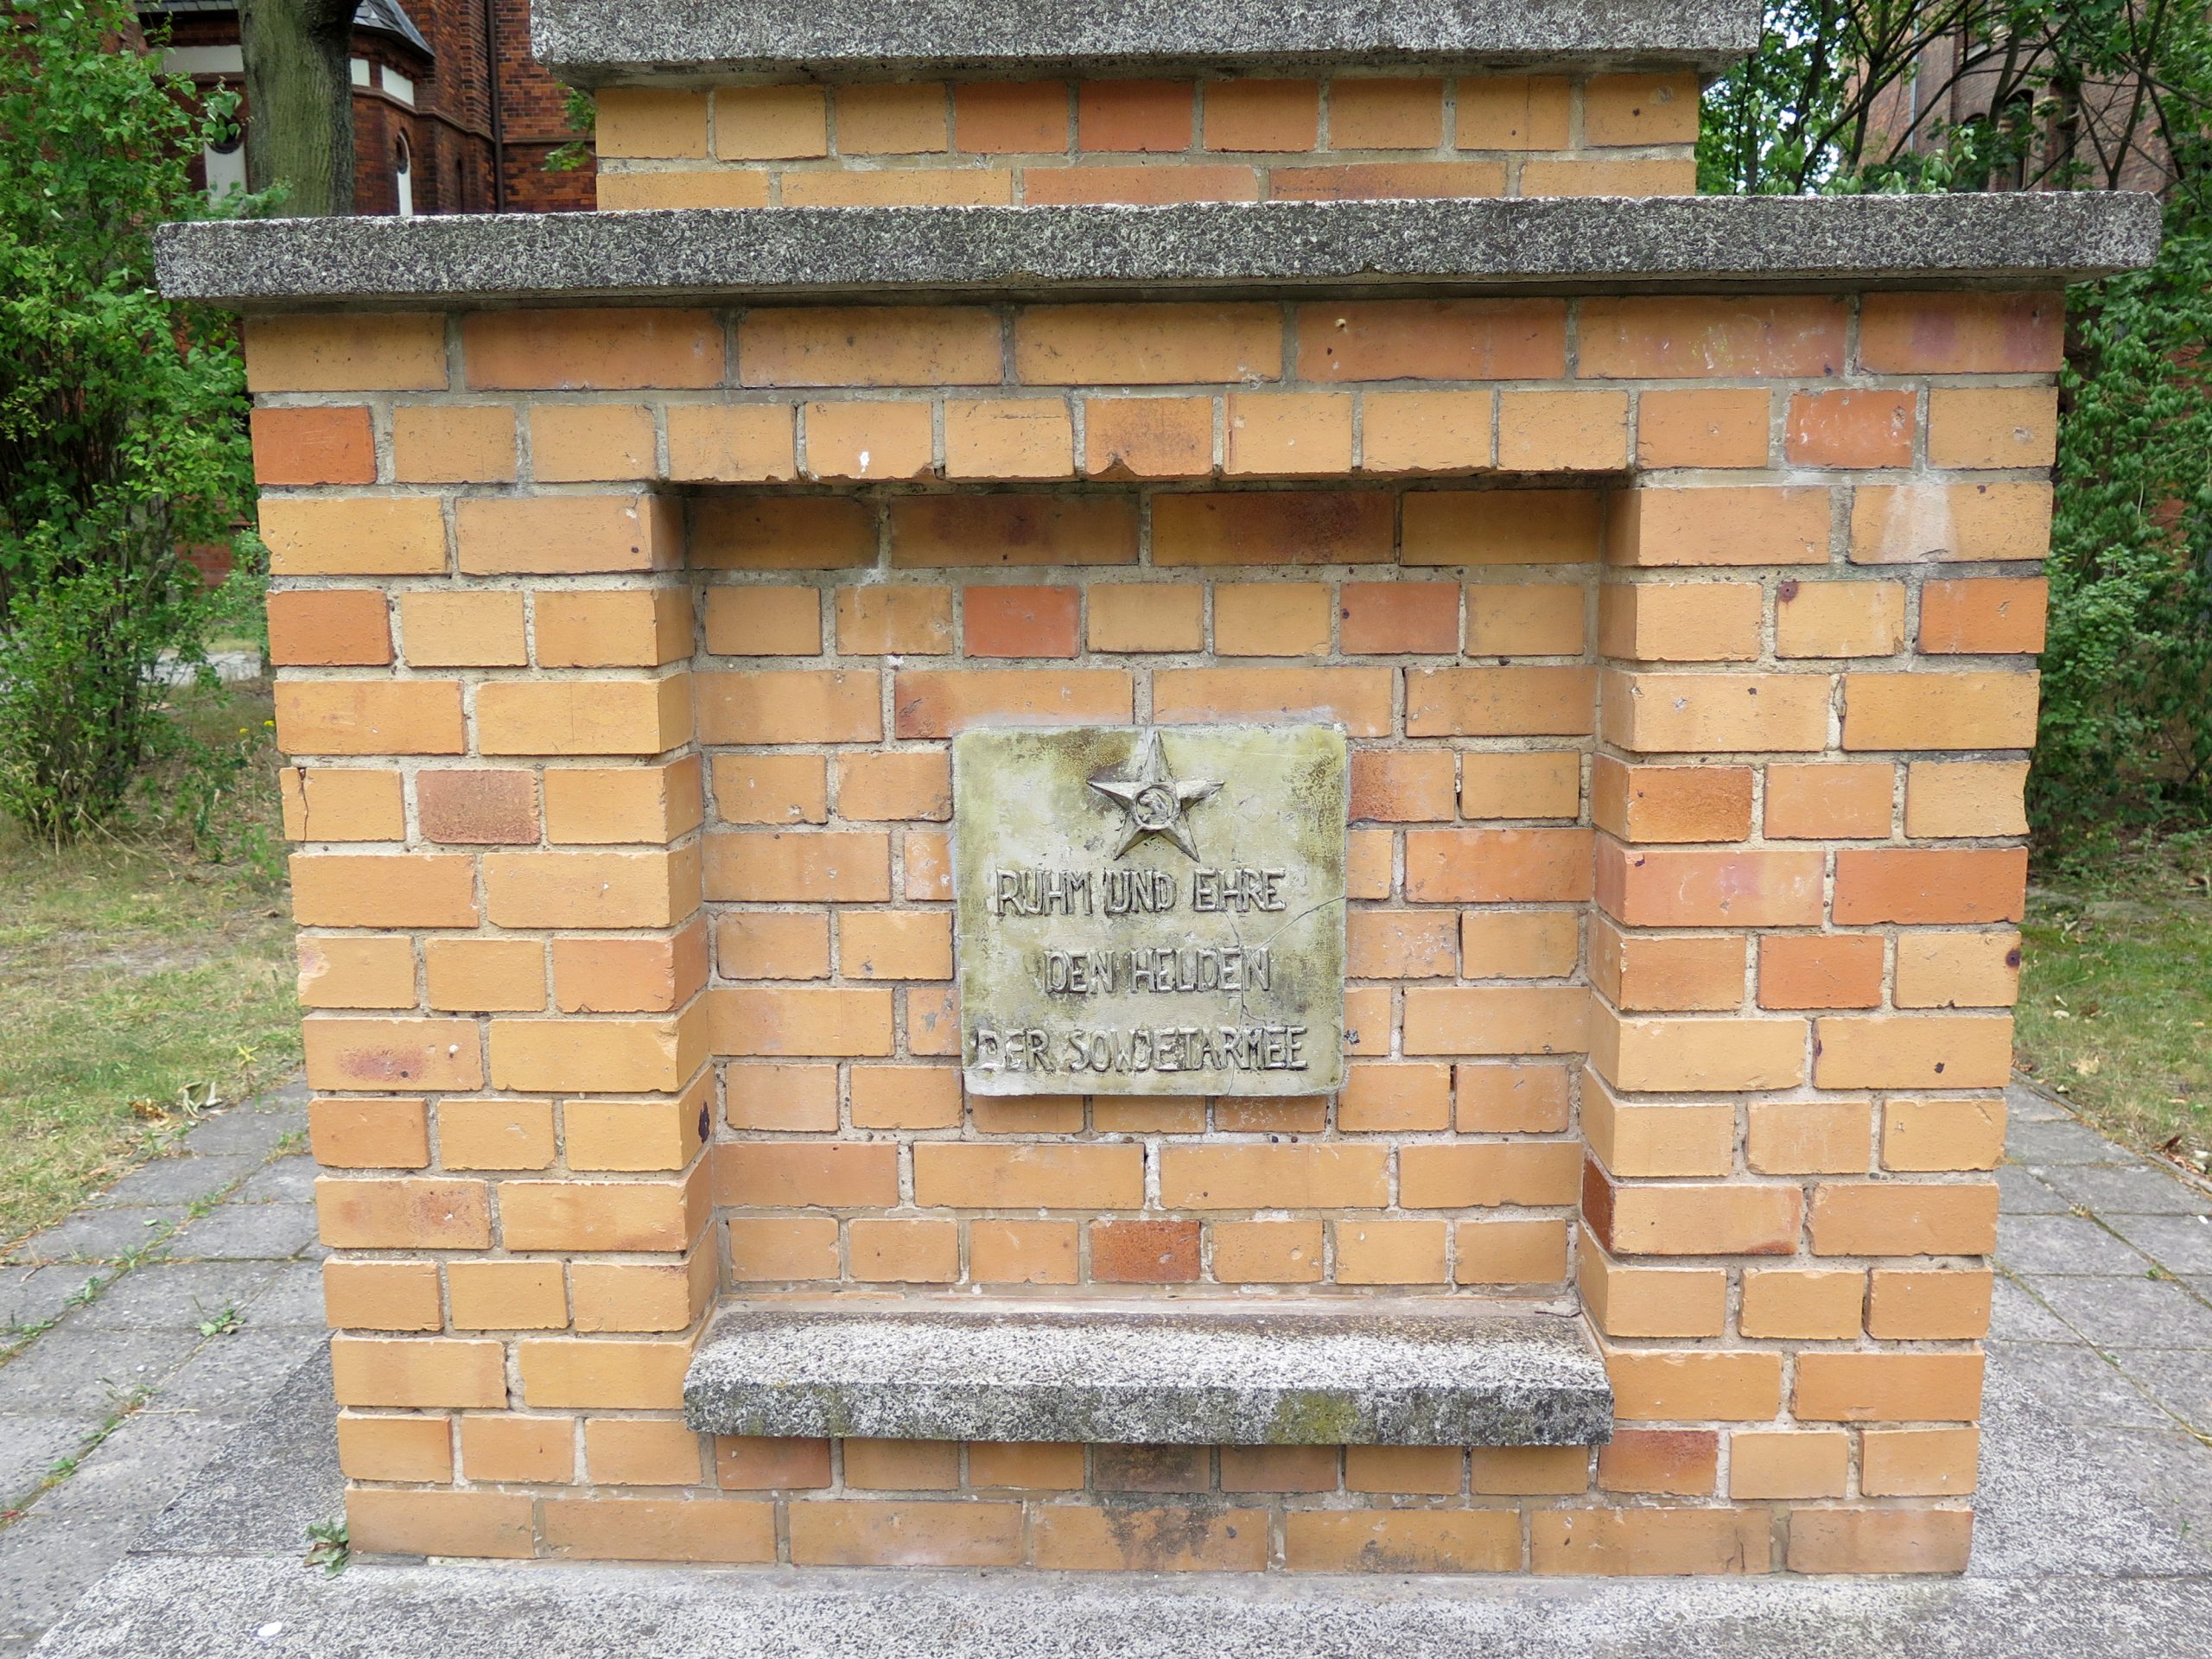 RUHM UND EHRE
DEN HELDEN
DER SOWJETARMEE